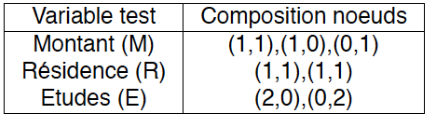 Variable test Composition noeuds
Montant (M) (1,1),(1,0),(0,1)
Résidence (R) (1,1),(1,1)
Etudes (E) (2,0),(0,2)